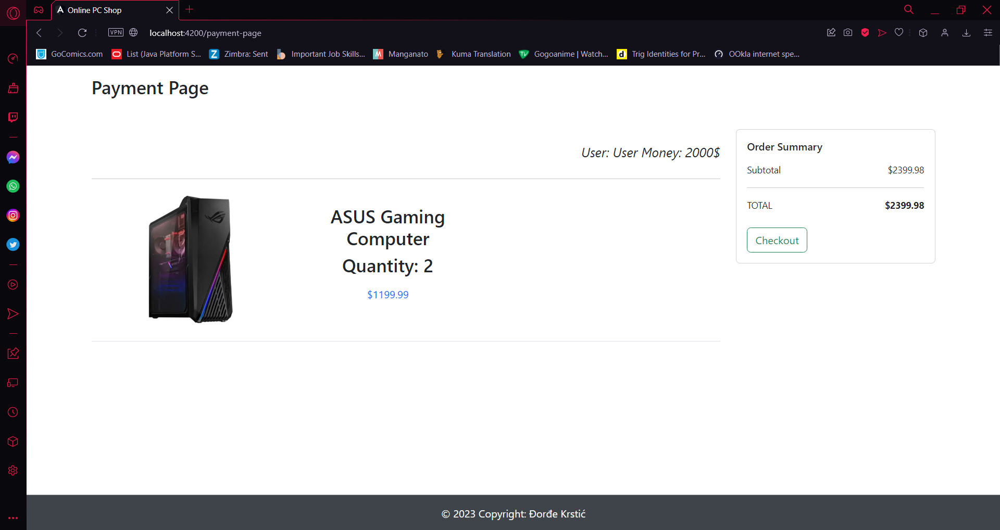 Online PC Shop
VPN
localhost:4200/payment-page
GoComics.com
List (Java Platform S...
Z
Zimbra: Sent
Important Job Skills...
M
Manganato
Kuma Translation
TV
Gogoanime | Watch...
d
Trig Identities for Pr...
OOkla internet spe...
Payment Page
User: User Money: 2000$
ASUS Gaming
Computer
Quantity: 2
$1199.99
Order Summary
Subtotal $2399.98
TOTAL $2399.98
Checkout
© 2023 Copyright: Đorđe Krstić